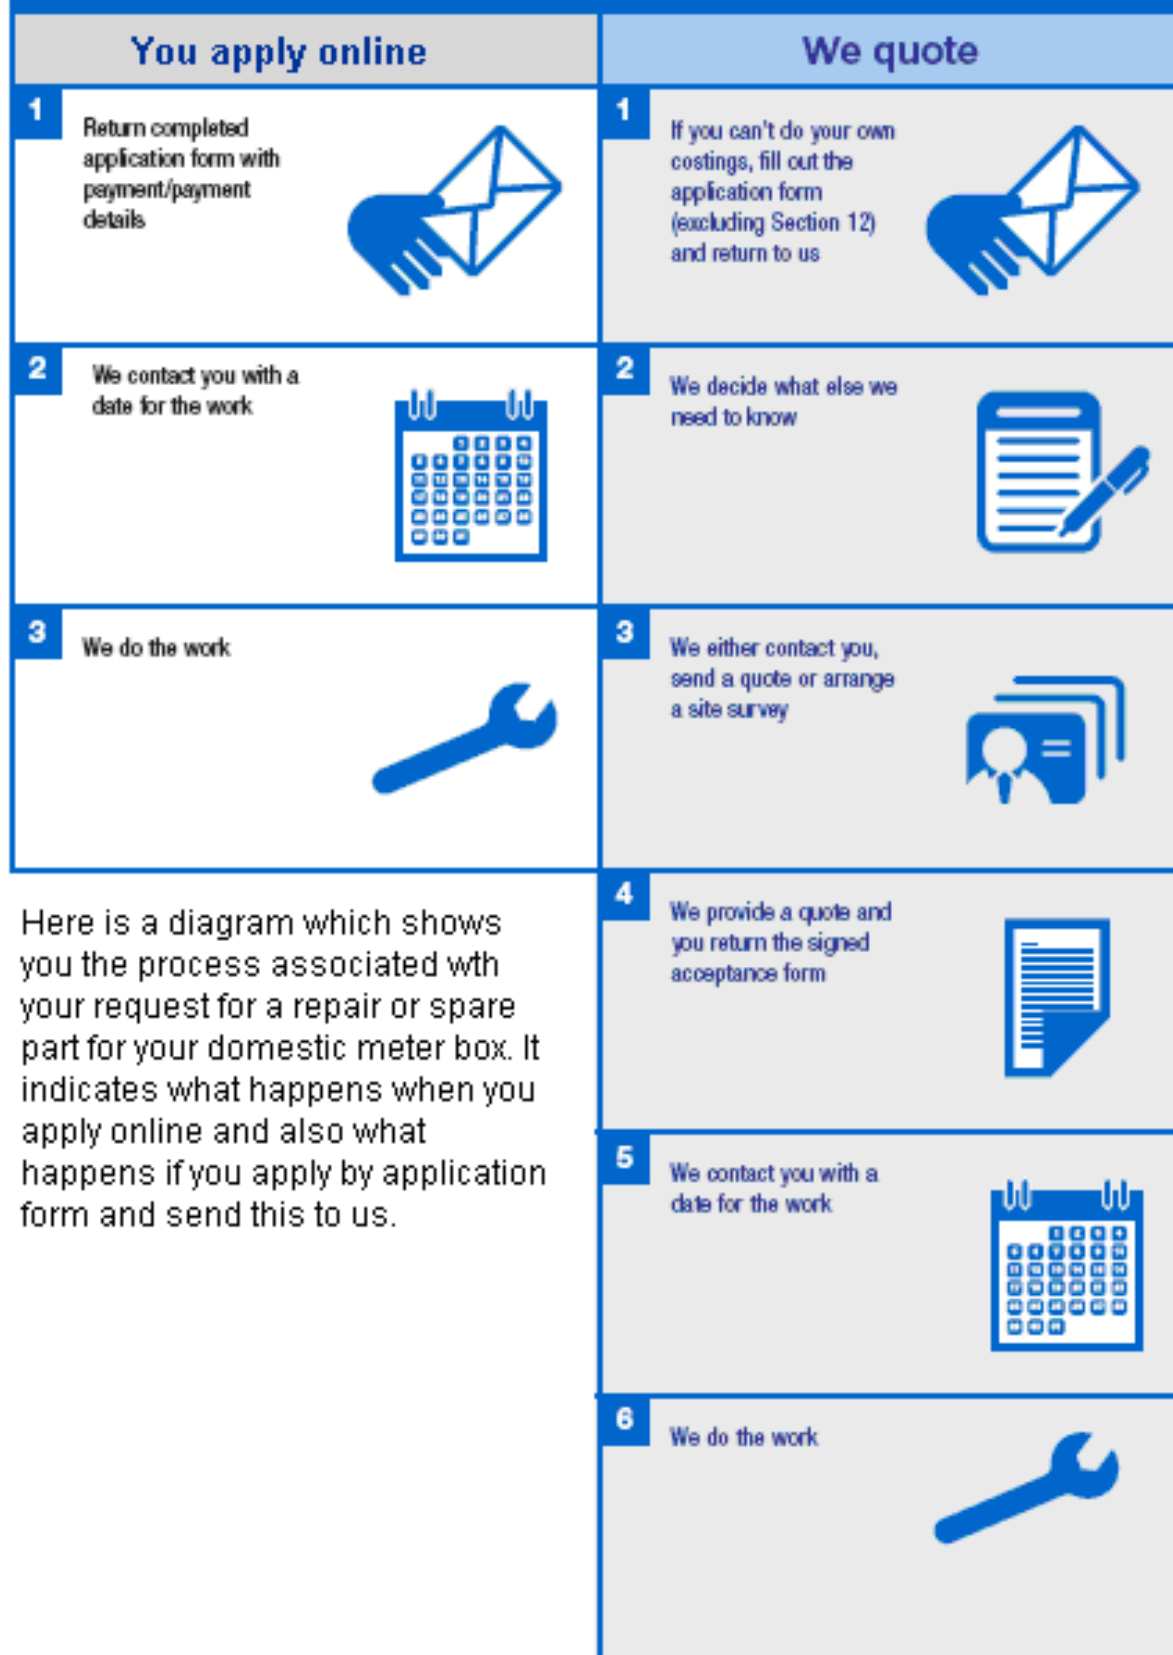 You apply online
1
Return completed
application form with
payment/payment
details
2
We contact you with a
date for the work
3
We do the work
Here is a diagram which shows
you the process associated wth
your request for a repair or spare
part for your domestic meter box. It
indicates what happens when you
apply online and also what
happens if you apply by application
form and send this to us.
We quote
1
If you can't do your own
costings, fill out the
application form
(excluding Section 12)
and return to us
2
We decide what else we
need to know
3
We either contact you,
send a quote or arrange
a site survey
4
We provide a quote and
you return the signed
acceptance form
5
We contact you with a
date for the work
6
We do the work